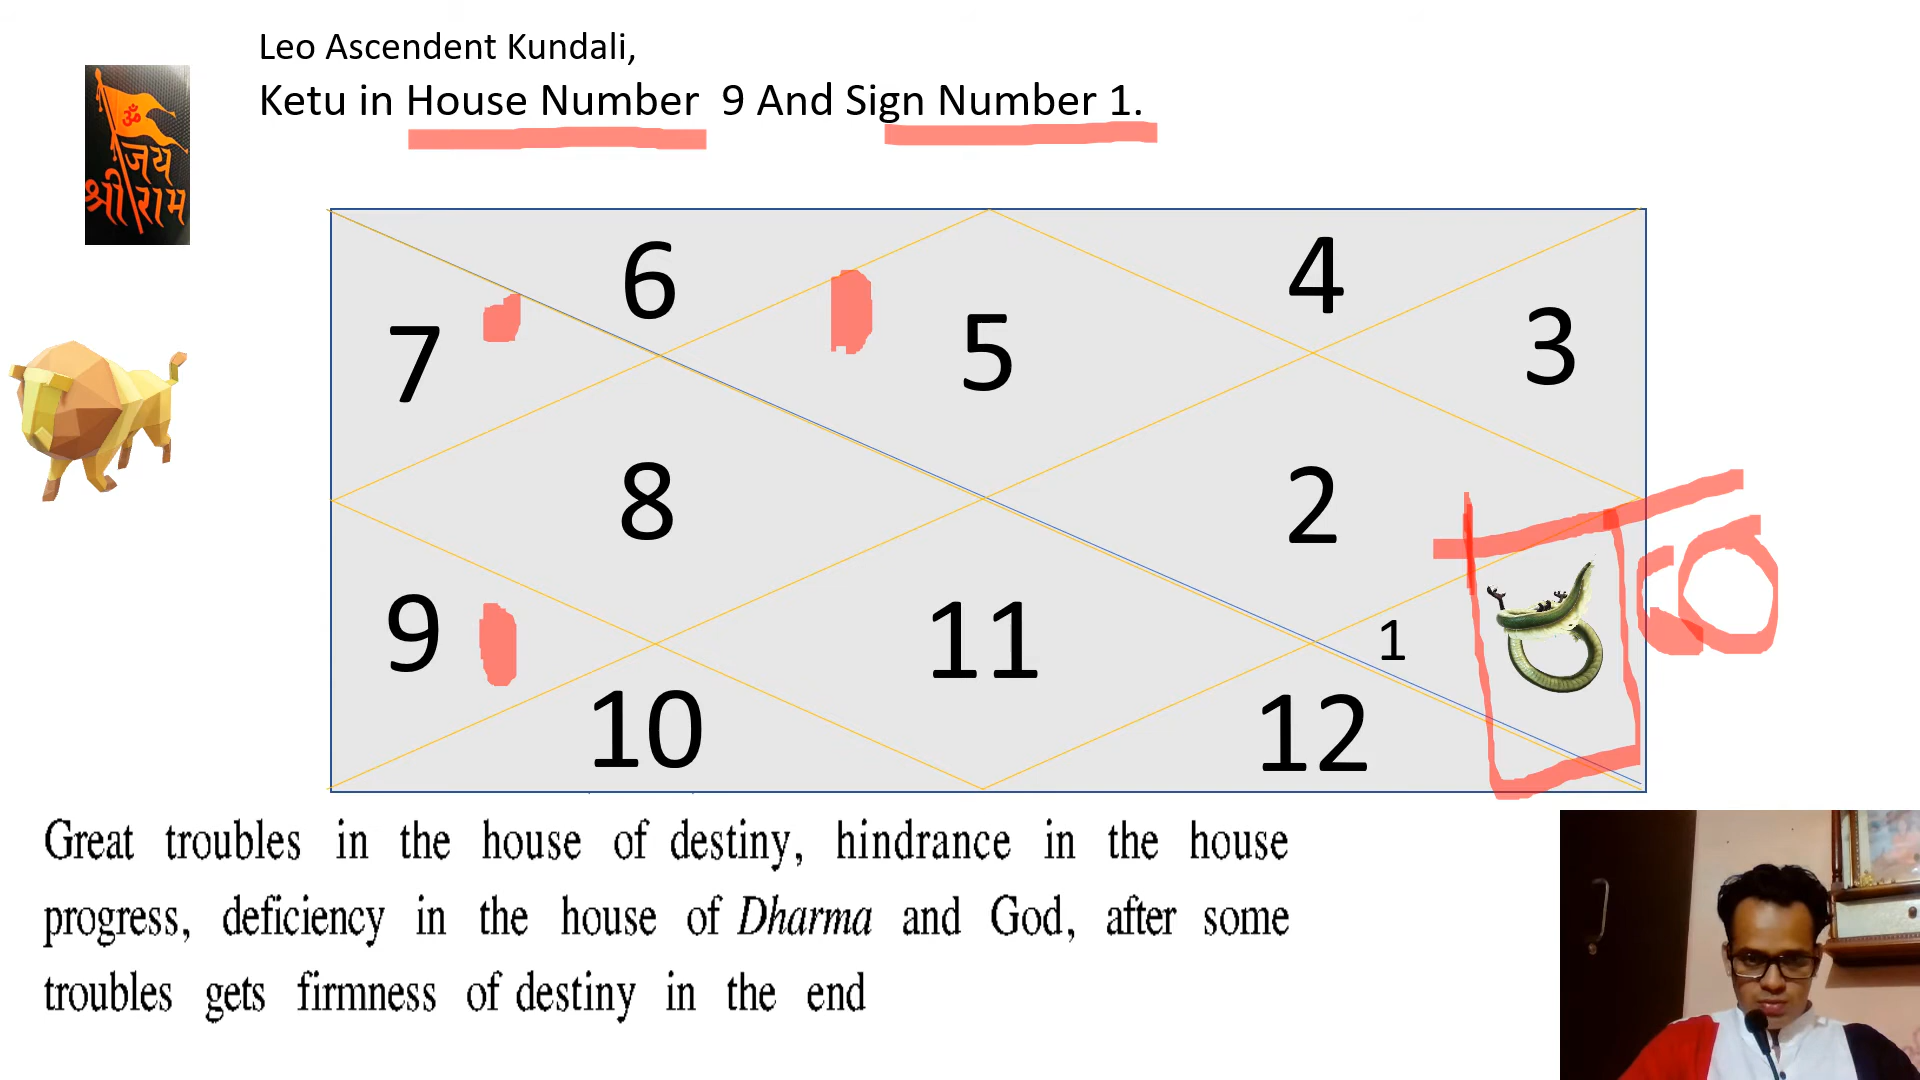 Leo Ascendent Kundali,
Ketu in House Number 9 And Sign Number 1.
ॐ
जय
श्री राम
6
4
7
5
3
8
2
9
11
1
10
12
Great troubles in the house of destiny, hindrance in the house
progress, deficiency in the house of Dharma and God, after some
troubles gets firmness of destiny in the end